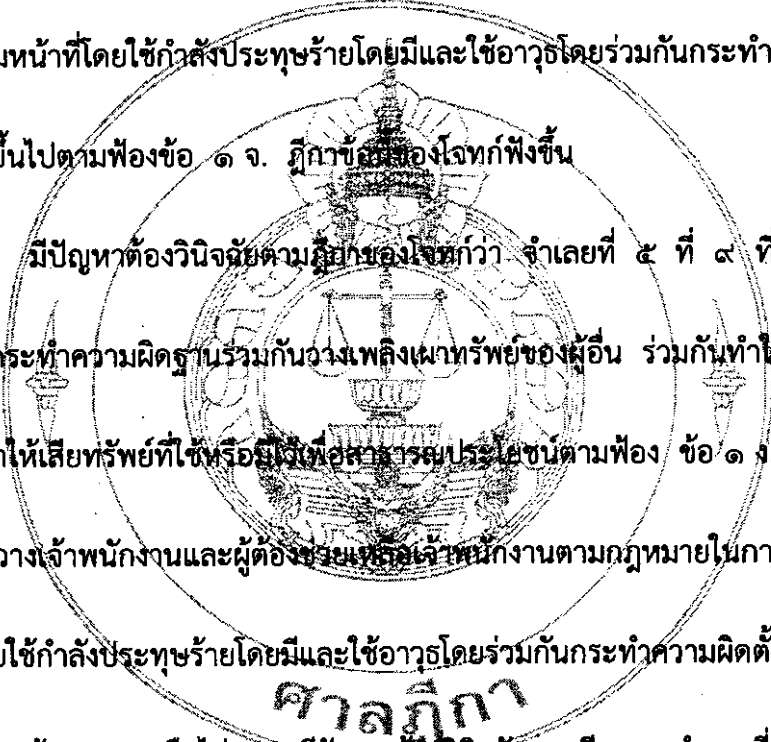 มหน้าที่โดยใช้กำลังประทุษร้ายโดยมีและใช้อาวุธโดยร่วมกันกระทำ
ขึ้นไปตามฟ้องข้อ ๑ จ. ฎีกาข้อนี้ของโจทก์ฟังขึ้น
มีปัญหาต้องวินิจฉัยตามฎีกาของโจทก์ว่า จำเลยที่ ๕ ที่ ๙ ที
กระทำความผิดฐานร่วมกันวางเพลิงเผาทรัพย์ของผู้อื่น ร่วมกันทำใ
าให้เสียทรัพย์ที่ใช้หรือมีไว้เพื่อสาธารณประโยชน์ตามฟ้อง ข้อ ๑ ง
วางเจ้าพนักงานและผู้ต้องช่วยเหลือเจ้าพนักงานตามกฎหมายในกา
ยใช้กำลังประทุษร้ายโดยมีและใช้อาวุธโดยร่วมกันกระทำความผิดตั้
ศาลฎีกา